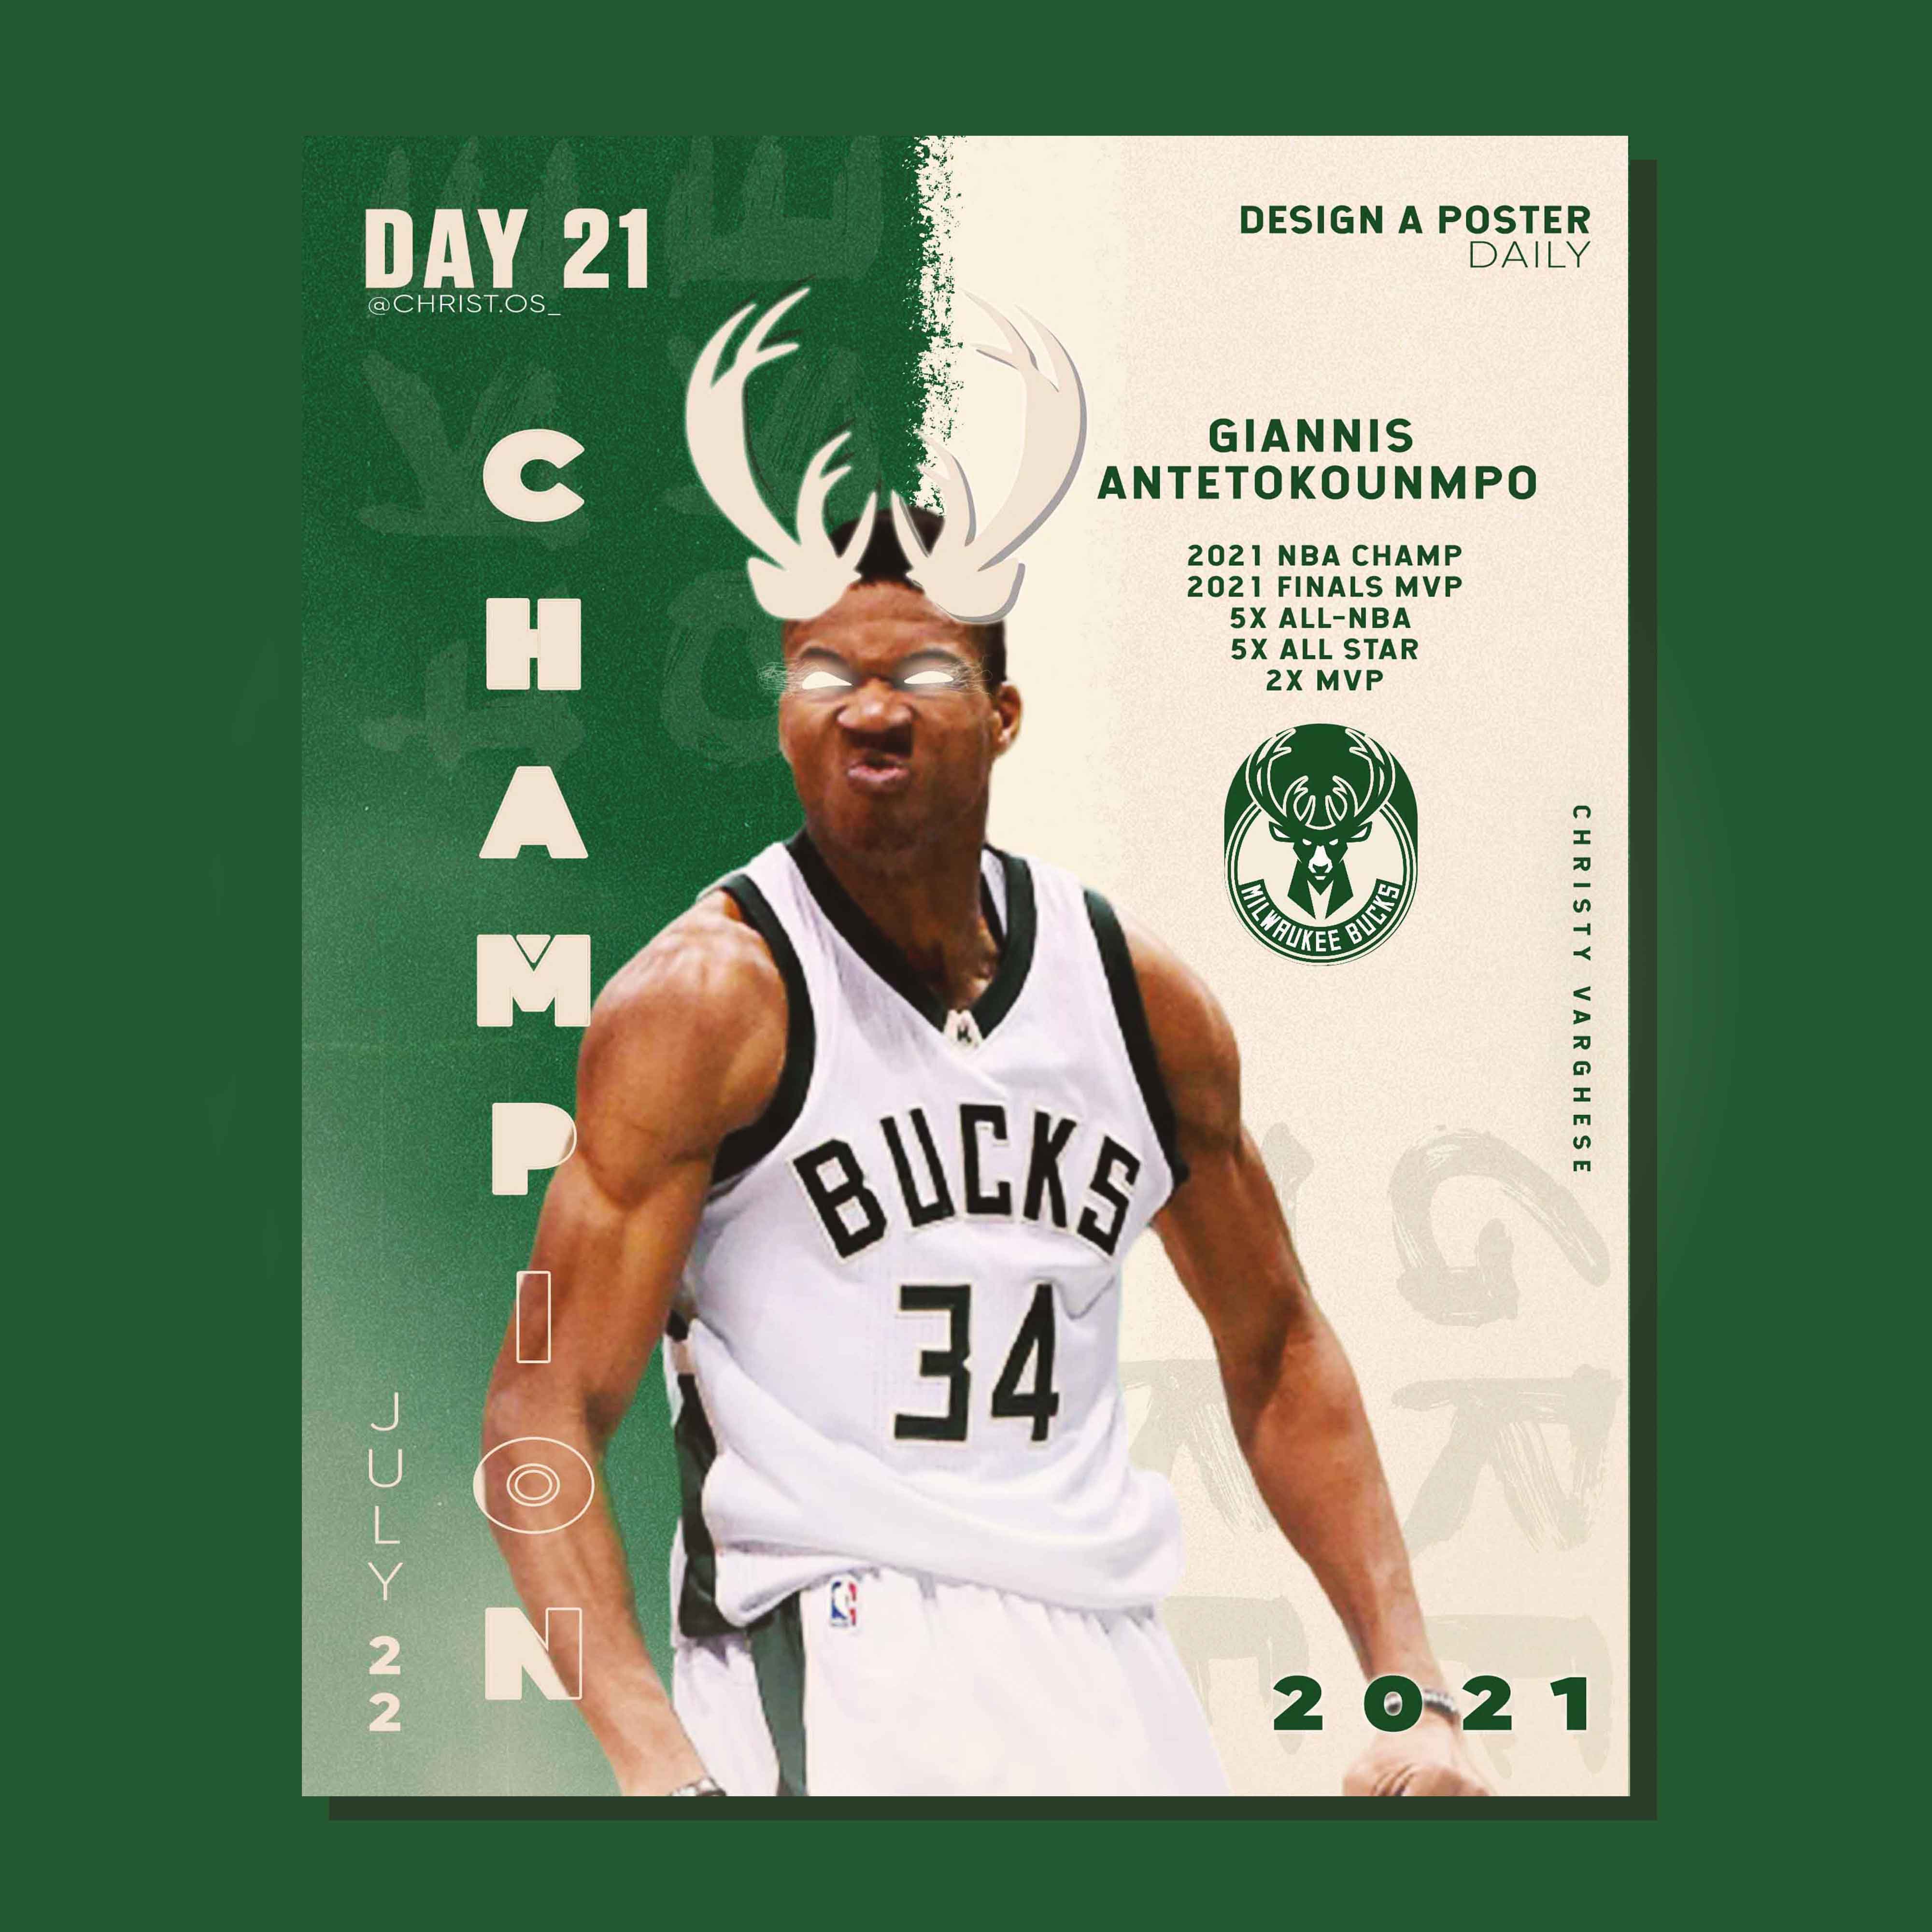 DAY 21
@CHRIST.OS_
DESIGN A POSTER
DAILY
CHAMPION
GIANNIS
ANTETOKOUNMPO
2021 NBA CHAMP
2021 FINALS MVP
5X ALL-NBA
5X ALL STAR
2X MVP
MILWAUKEE BUCKS
CHRISTY VARGHESE
BUCKS
34
JULY 22
2021